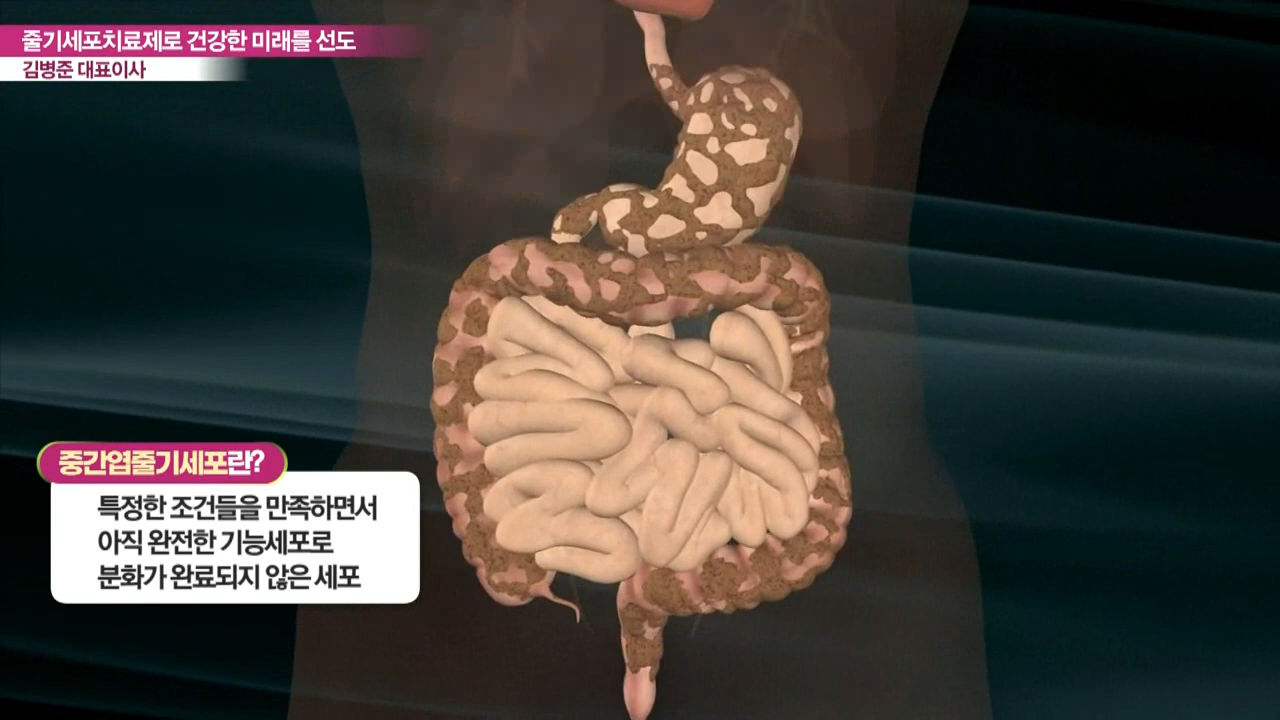 줄기세포치료제로 건강한 미래를 선도
김병준 대표이사
중간엽줄기세포란?
특정한 조건들을 만족하면서
아직 완전한 기능세포로
분화가 완료되지 않은 세포